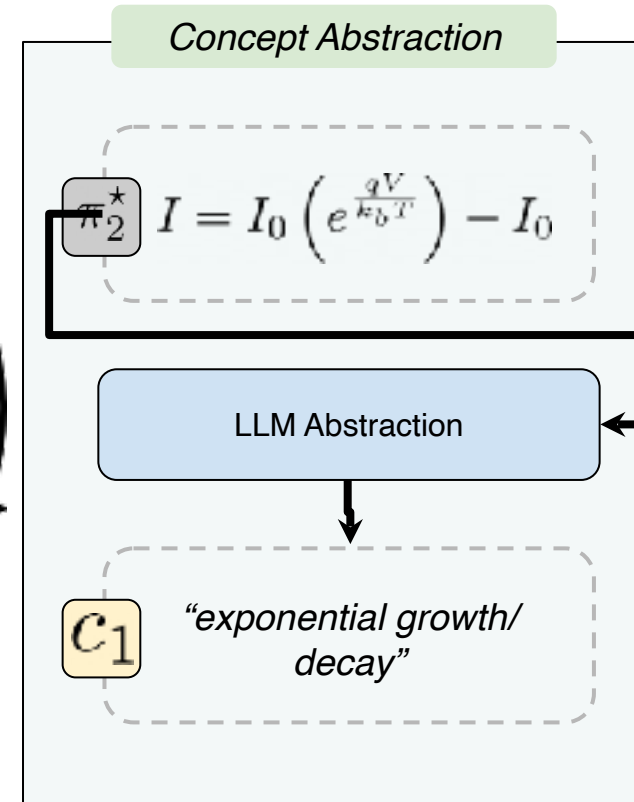 Concept Abstraction
π₂* I = I₀ (e^{qV/k_bT}) − I₀
LLM Abstraction
c₁ “exponential growth/
decay”